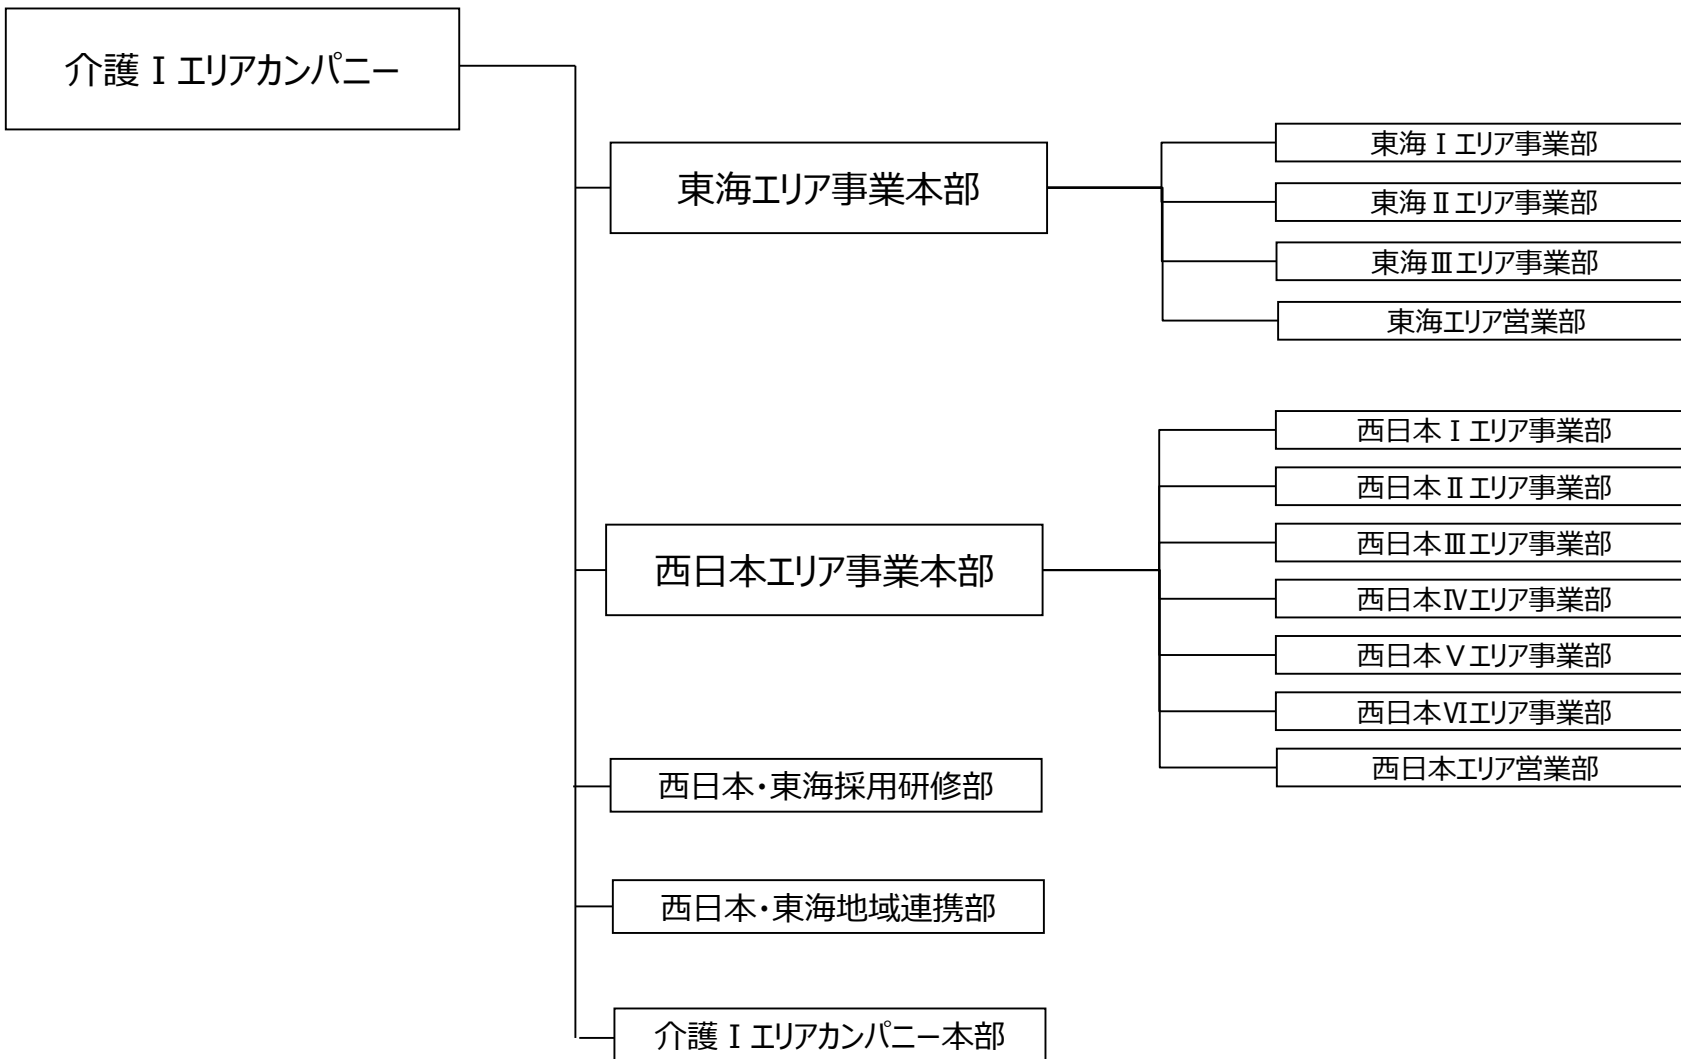 介護Ⅰエリアカンパニー
東海エリア事業本部
東海Ⅰエリア事業部
東海Ⅱエリア事業部
東海Ⅲエリア事業部
東海エリア営業部
西日本エリア事業本部
西日本Ⅰエリア事業部
西日本Ⅱエリア事業部
西日本Ⅲエリア事業部
西日本Ⅳエリア事業部
西日本Ⅴエリア事業部
西日本Ⅵエリア事業部
西日本エリア営業部
西日本・東海採用研修部
西日本・東海地域連携部
介護Ⅰエリアカンパニー本部